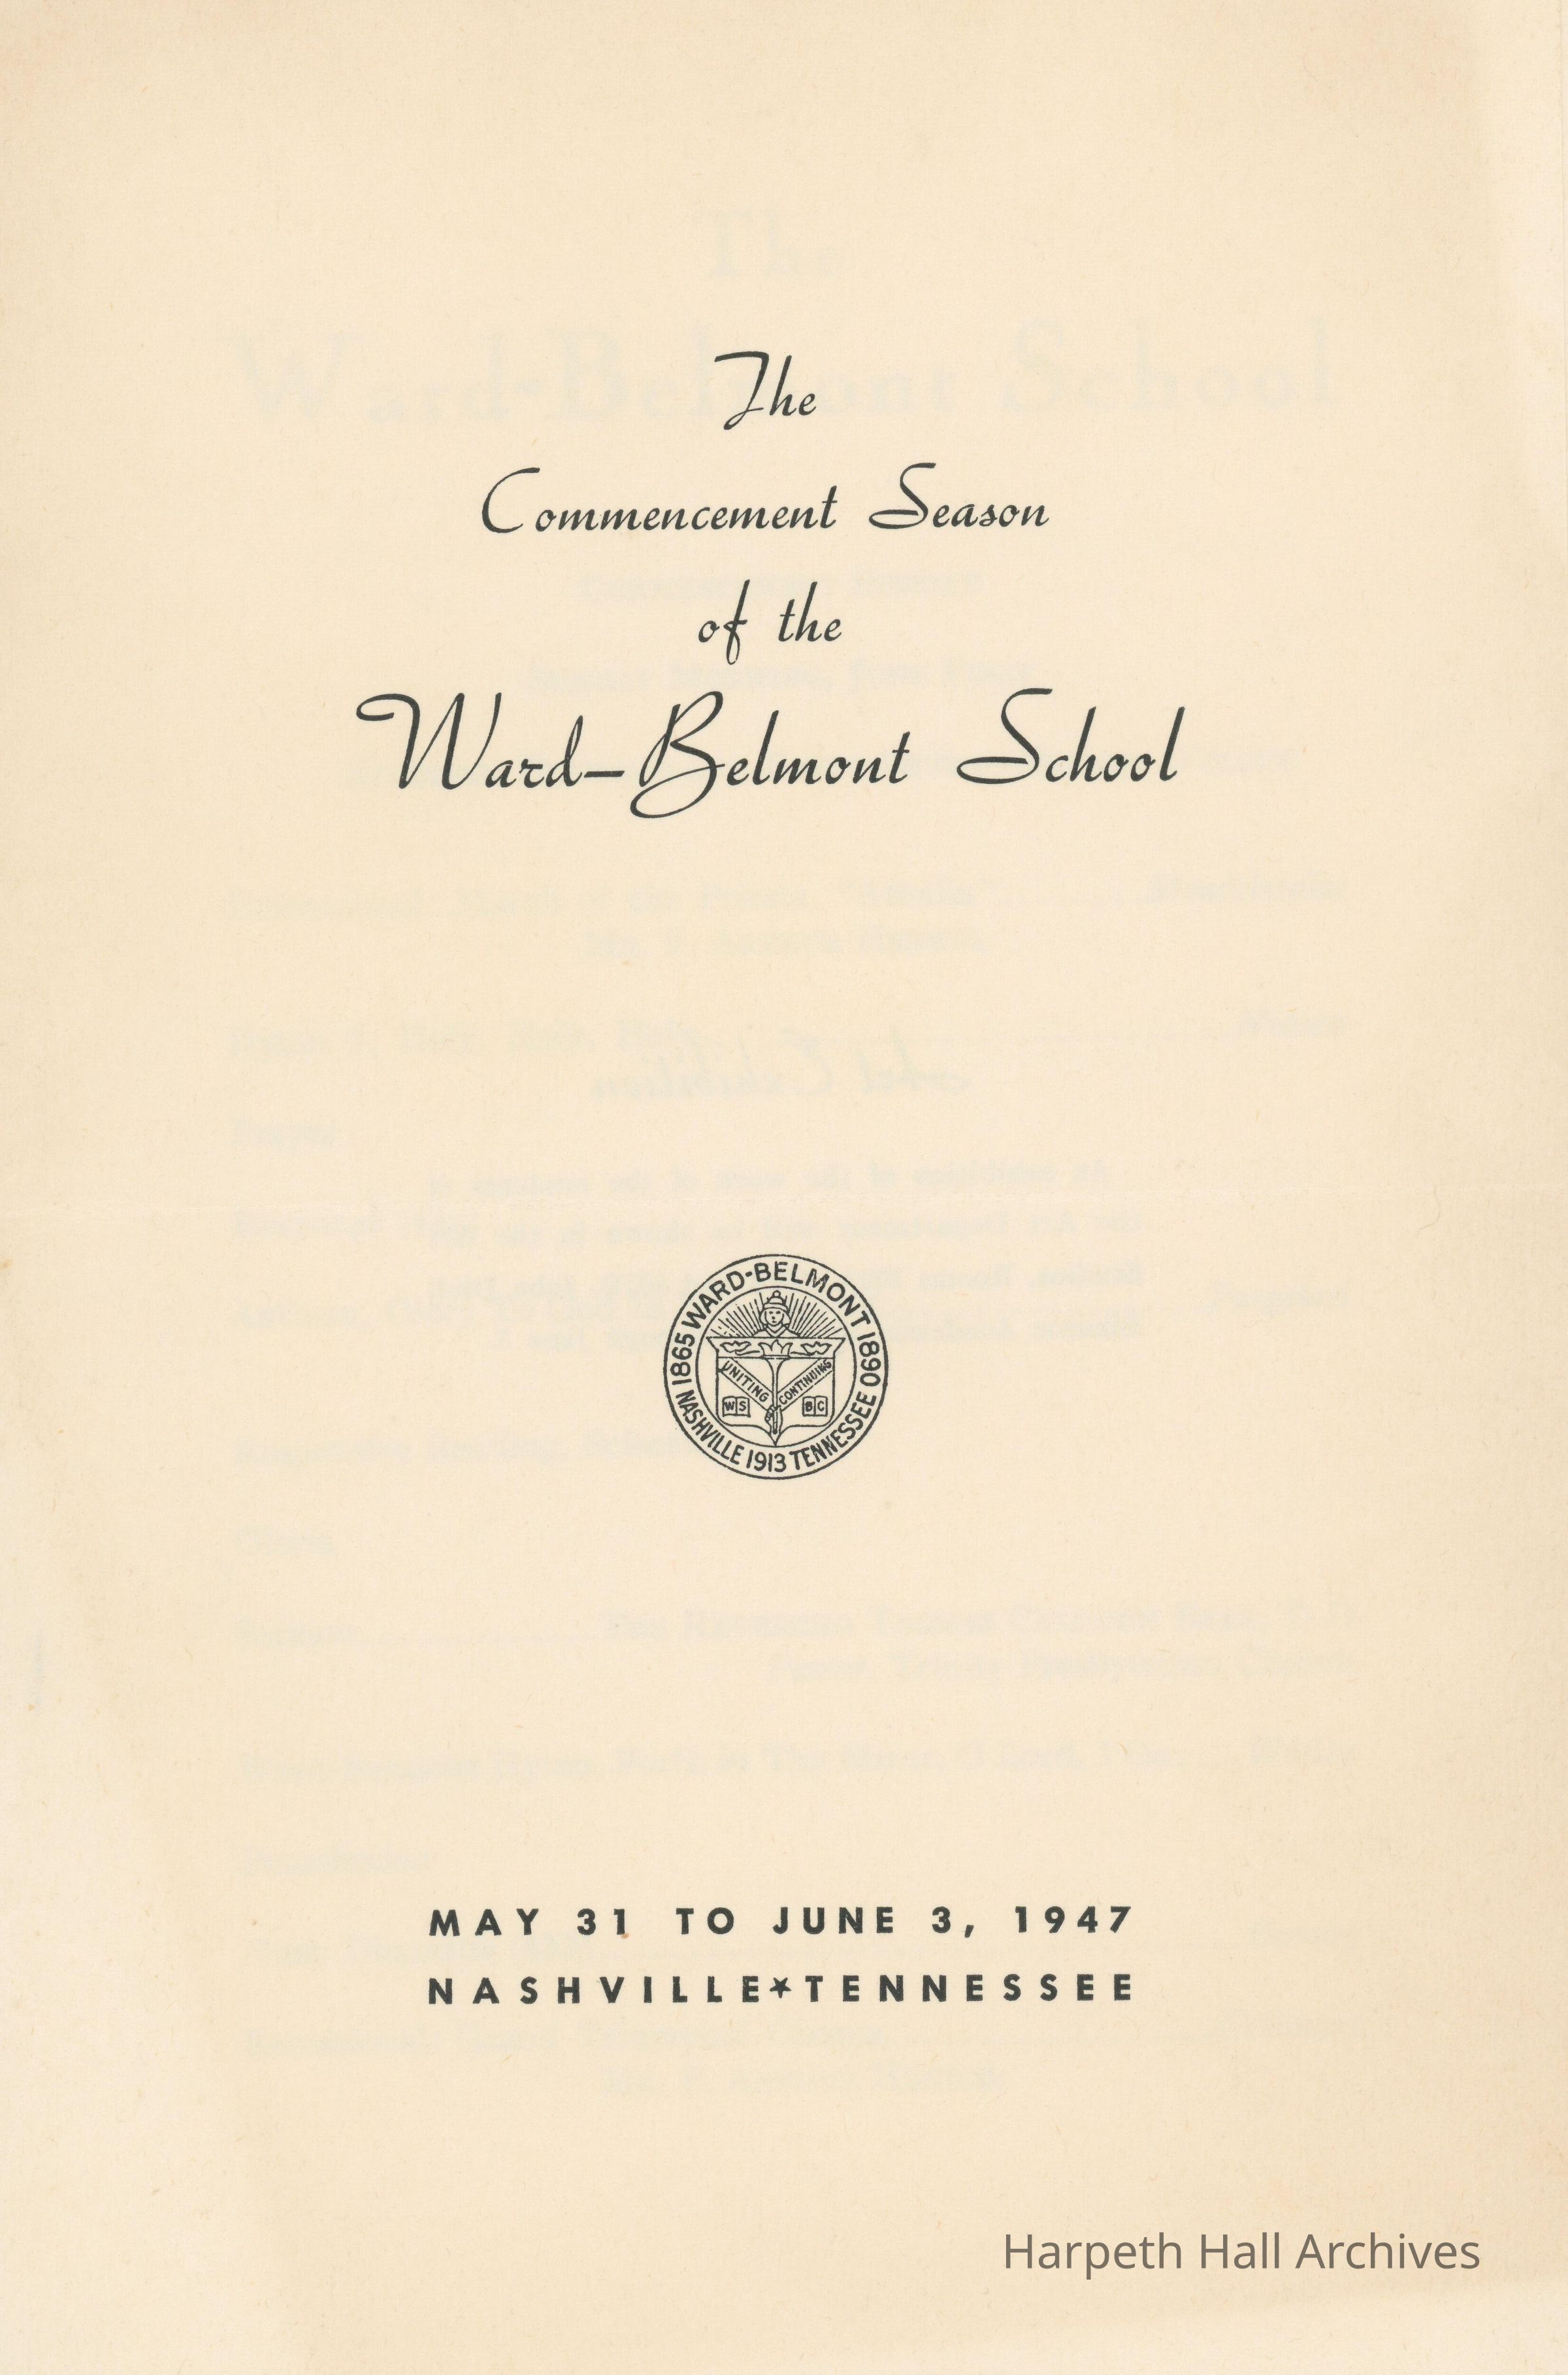 The
Commencement Season
of the
Ward-Belmont School
WARD-BELMONT
1865 1890
UNITING CONTINUING
WS BC
NASHVILLE 1913 TENNESSEE
MAY 31 TO JUNE 3, 1947
NASHVILLE★TENNESSEE
Harpeth Hall Archives